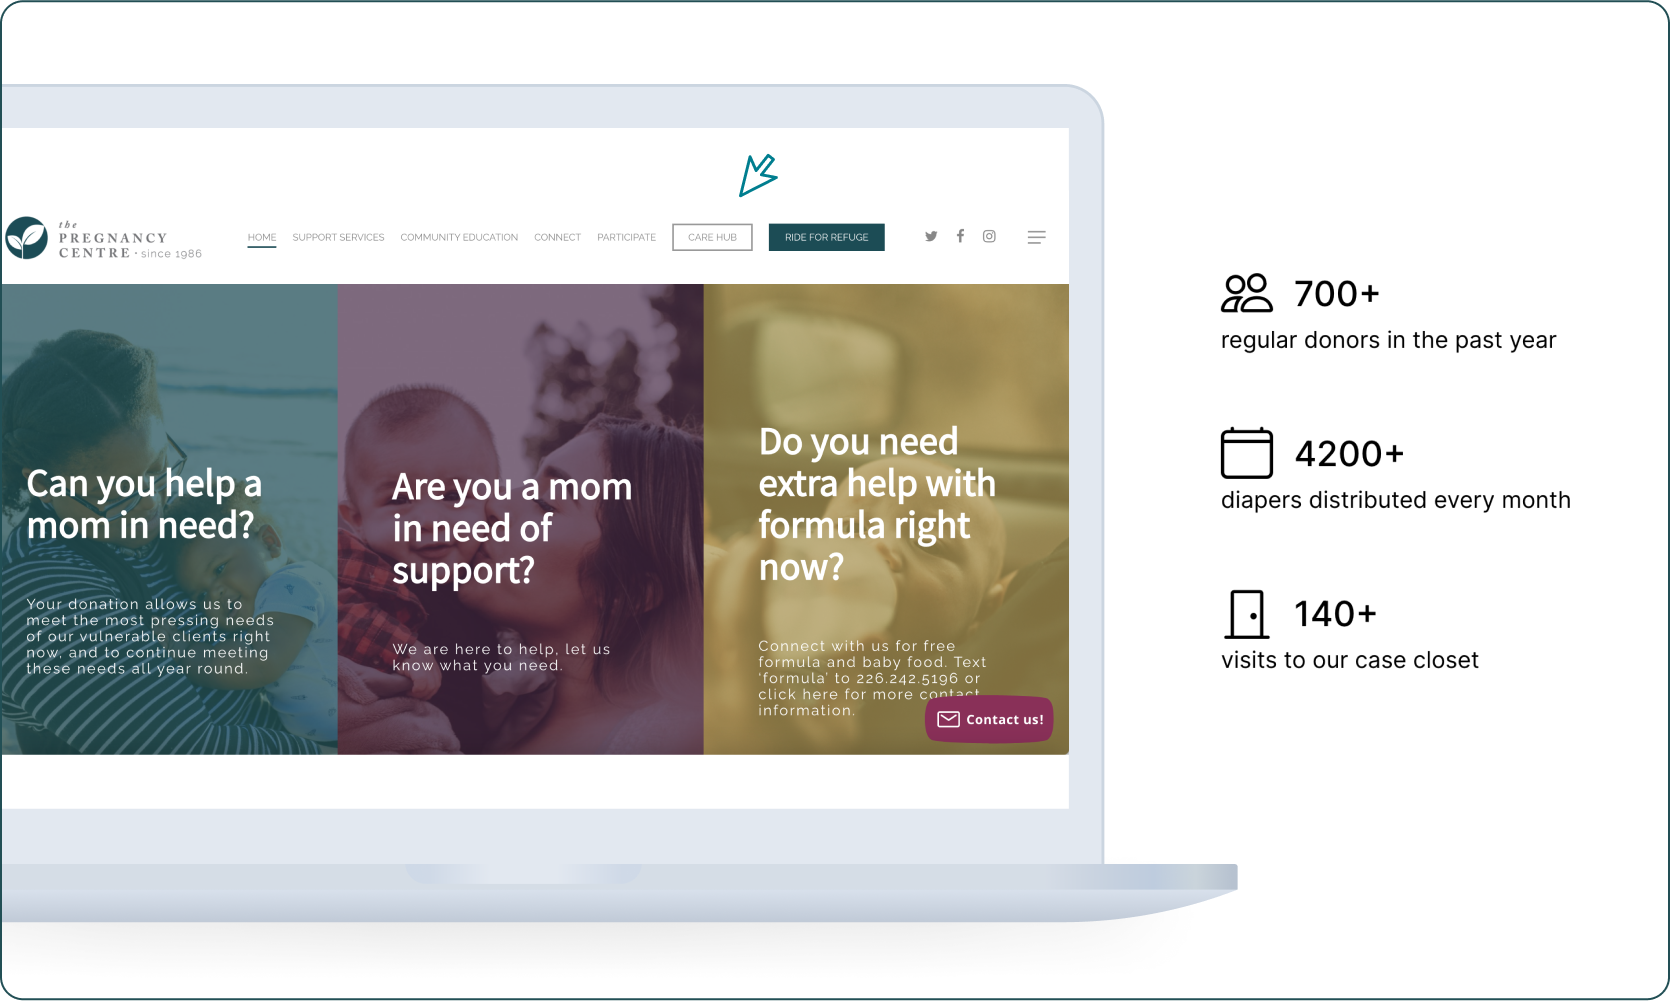 the
PREGNANCY
CENTRE · since 1986
HOME SUPPORT SERVICES COMMUNITY EDUCATION CONNECT PARTICIPATE CARE HUB RIDE FOR REFUGE
Can you help a
mom in need?
Your donation allows us to
meet the most pressing needs
of our vulnerable clients right
now, and to continue meeting
these needs all year round.
Are you a mom
in need of
support?
We are here to help, let us
know what you need.
Do you need
extra help with
formula right
now?
Connect with us for free
formula and baby food. Text
'formula' to 226.242.5196 or
click here for more contact
information.
Contact us!
700+
regular donors in the past year
4200+
diapers distributed every month
140+
visits to our case closet